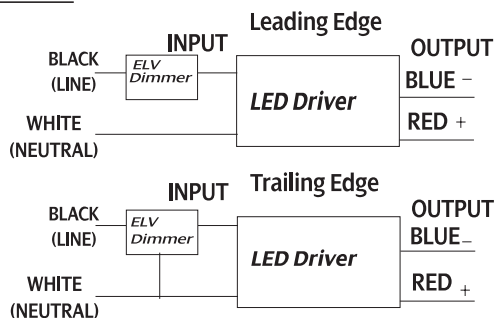 Leading Edge
INPUT
OUTPUT
BLACK
(LINE)
ELV
Dimmer
LED Driver
BLUE -
WHITE
(NEUTRAL)
RED +
Trailing Edge
INPUT
OUTPUT
BLACK
(LINE)
ELV
Dimmer
LED Driver
BLUE -
WHITE
(NEUTRAL)
RED +